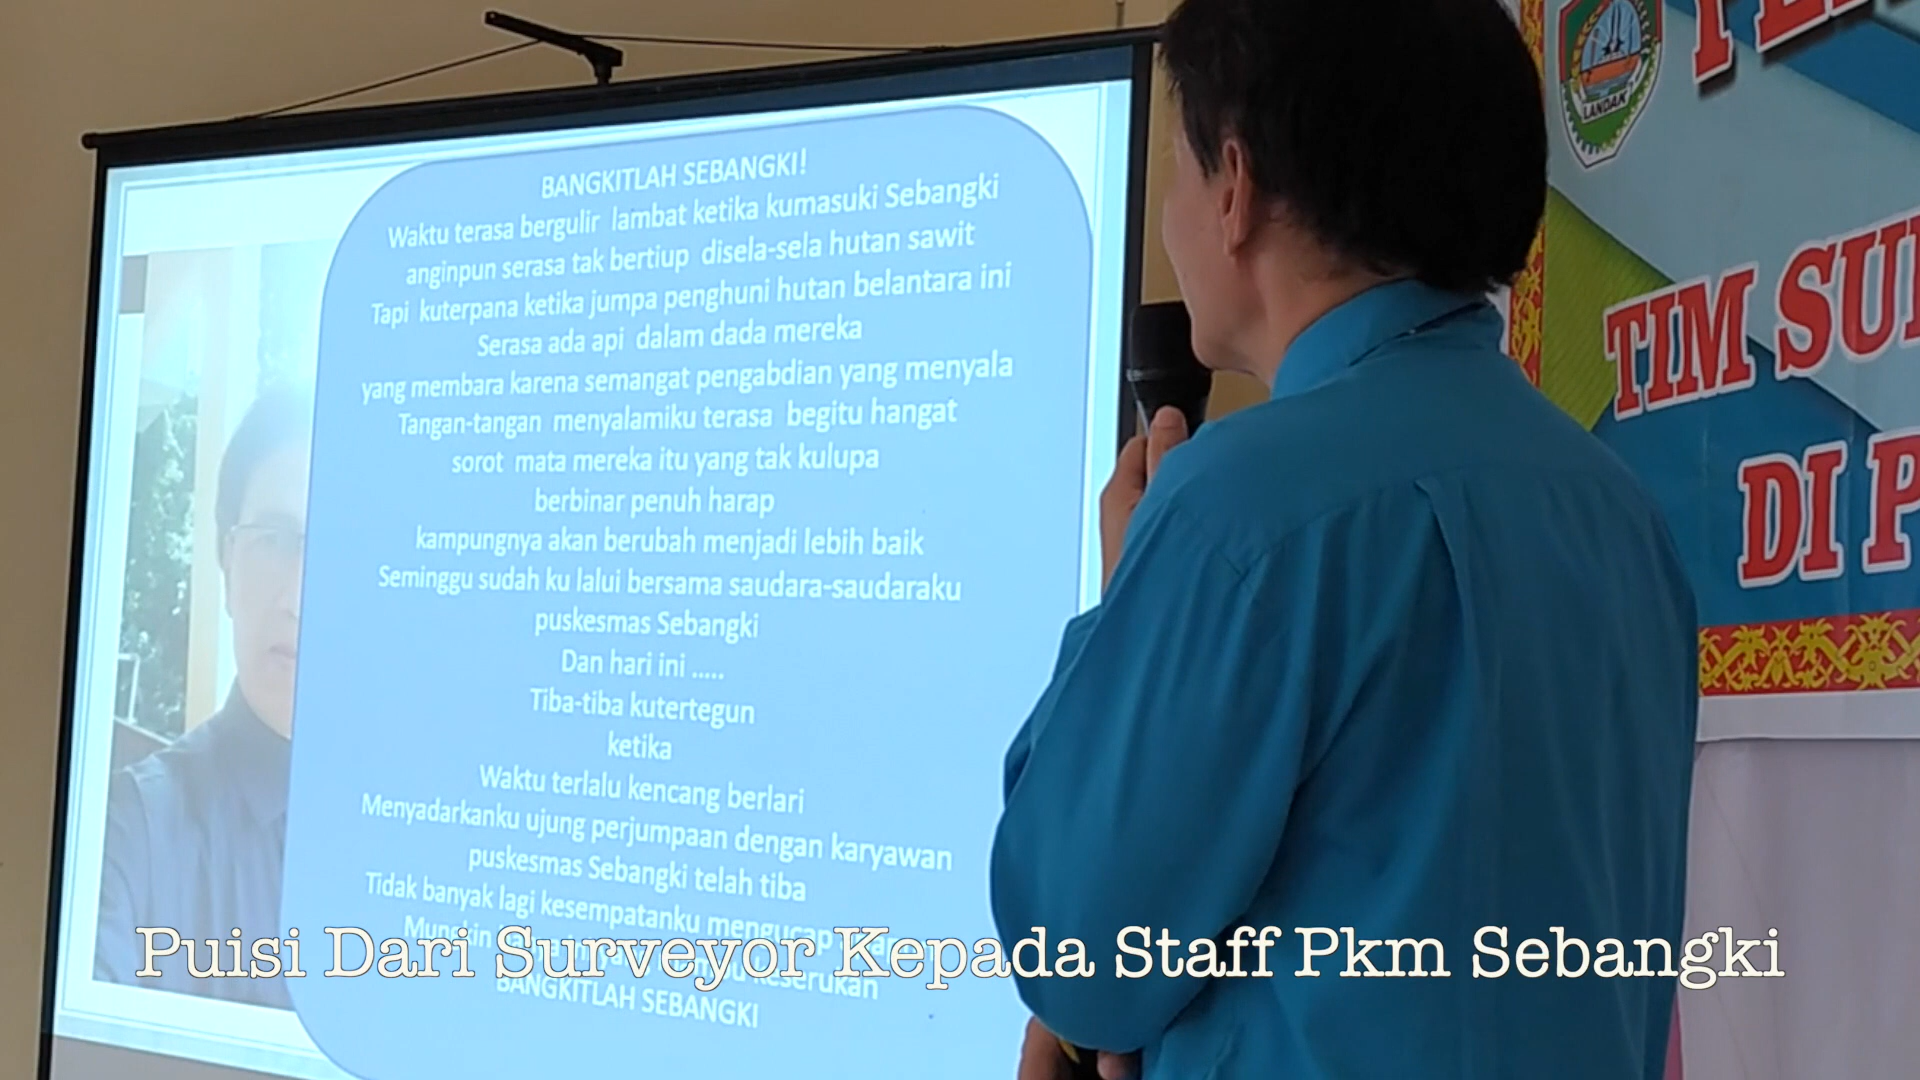 BANGKITLAH SEBANGKI!
Waktu terasa bergulir lambat ketika kumasuki Sebangki
anginpun serasa tak bertiup disela-sela hutan sawit
Tapi kuterpana ketika jumpa penghuni hutan belantara ini
Serasa ada api dalam dada mereka
yang membara karena semangat pengabdian yang menyala
Tangan-tangan menyalamiku terasa begitu hangat
sorot mata mereka itu yang tak kulupa
berbinar penuh harap
kampungnya akan berubah menjadi lebih baik
Seminggu sudah ku lalui bersama saudara-saudaraku
puskesmas Sebangki
Dan hari ini .....
Tiba-tiba kutertegun
ketika
Waktu terlalu kencang berlari
Menyadarkanku ujung perjumpaan dengan karyawan
puskesmas Sebangki telah tiba
Tidak banyak lagi kesempatanku mengucap
BANGKITLAH SEBANGKI
Puisi Dari Surveyor Kepada Staff Pkm Sebangki
LANDAK
TIM
DI